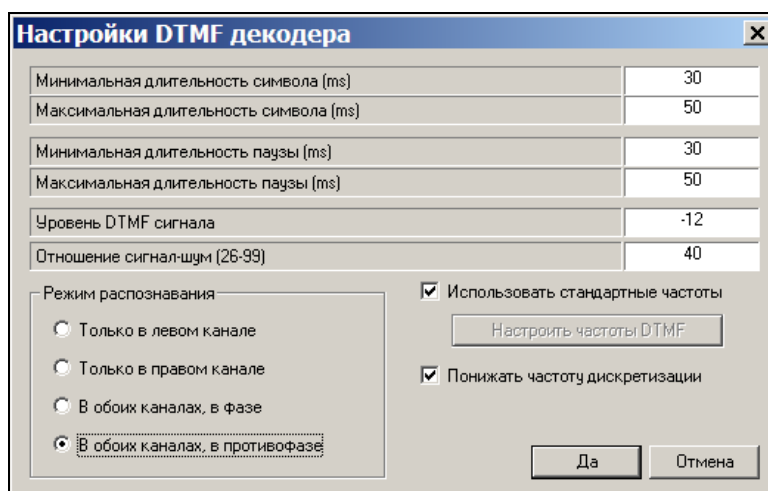 Настройки DTMF декодера
Минимальная длительность символа (ms) 30
Максимальная длительность символа (ms) 50
Минимальная длительность паузы (ms) 30
Максимальная длительность паузы (ms) 50
Уровень DTMF сигнала -12
Отношение сигнал-шум (26-99) 40
Режим распознавания
Только в левом канале
Только в правом канале
В обоих каналах, в фазе
В обоих каналах, в противофазе
Использовать стандартные частоты
Настроить частоты DTMF
Понижать частоту дискретизации
Да Отмена